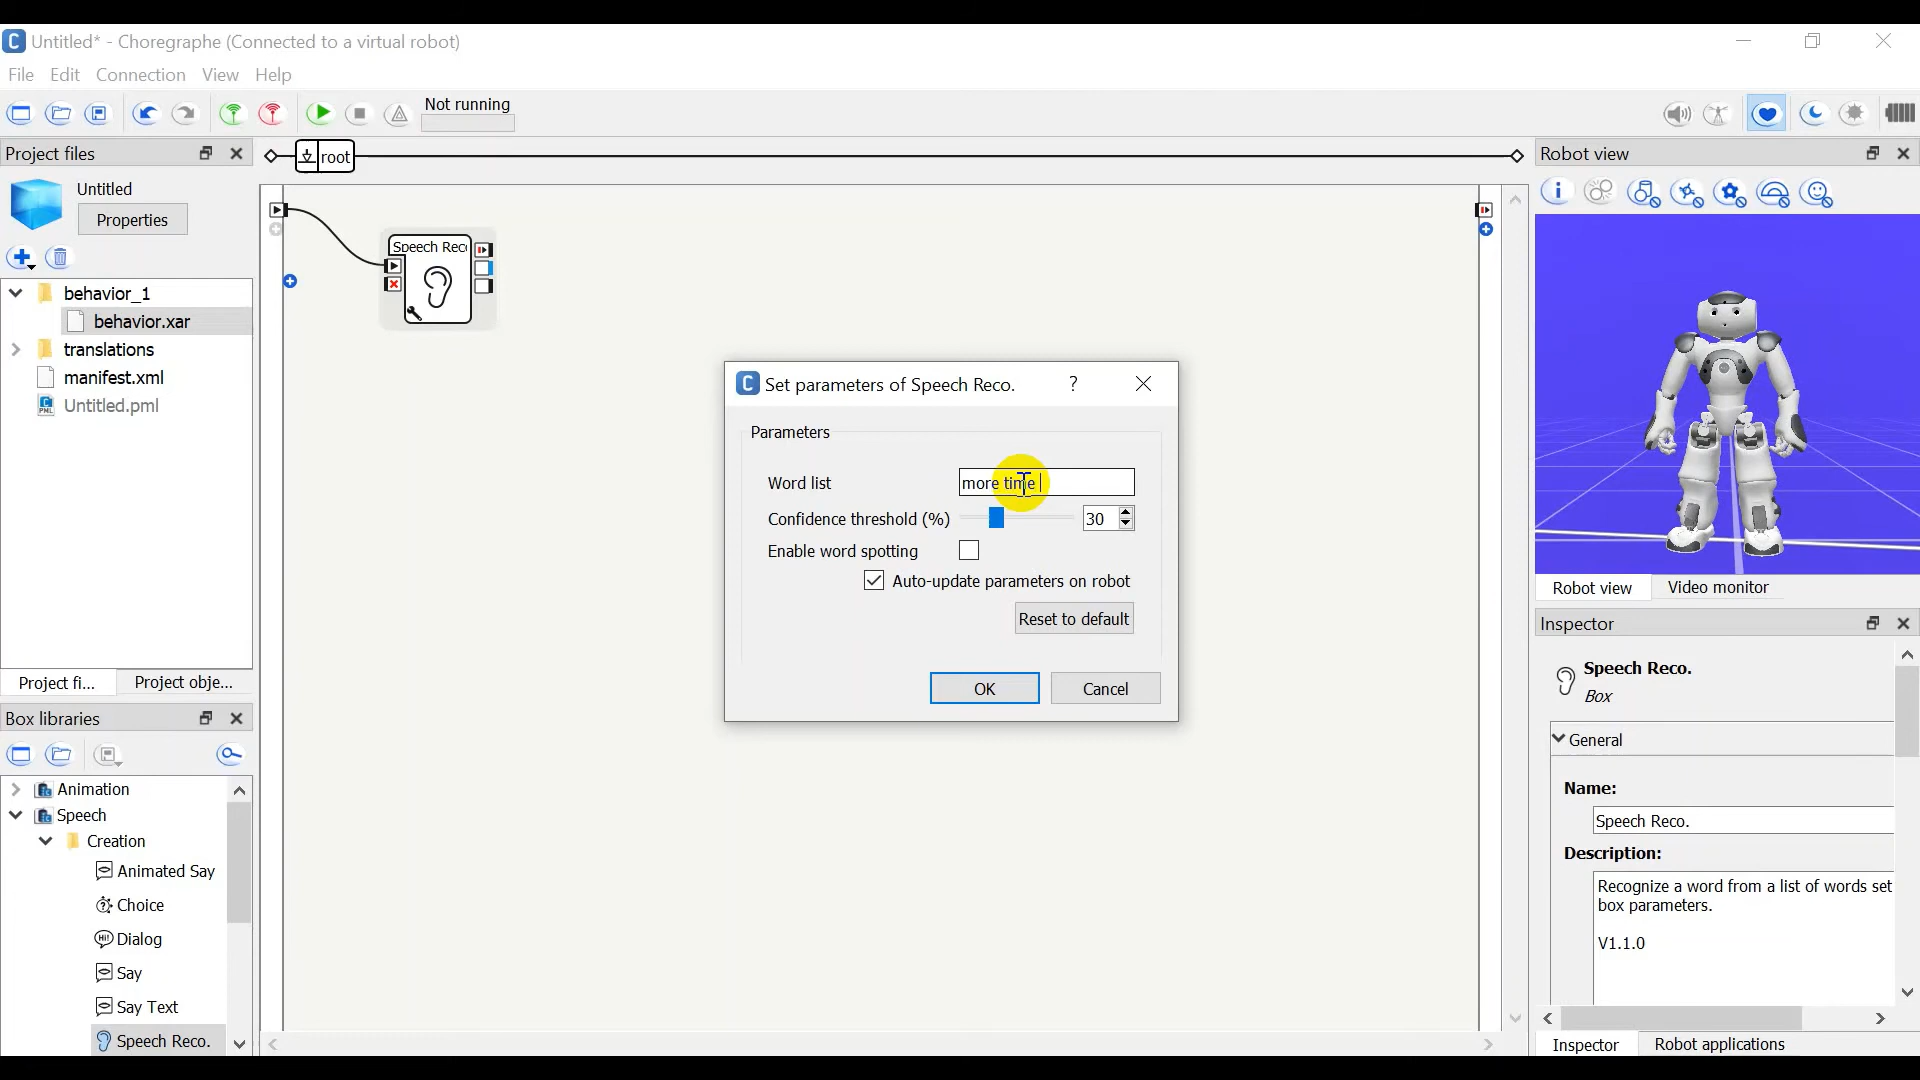 Untitled* - Choregraphe (Connected to a virtual robot)
File Edit Connection View Help
Not running
Project files
root
Robot view
Untitled
Properties
Speech Reco
behavior_1
behavior.xar
translations
manifest.xml
Untitled.pml
Set parameters of Speech Reco.
Parameters
Word list more time
Confidence threshold (%) 30
Enable word spotting
Auto-update parameters on robot
Reset to default
OK Cancel
Robot view Video monitor
Inspector
Speech Reco.
Box
General
Name:
Speech Reco.
Description:
Recognize a word from a list of words set
box parameters.
V1.1.0
Inspector Robot applications
Project fi... Project obje...
Box libraries
Animation
Speech
Creation
Animated Say
Choice
Dialog
Say
Say Text
Speech Reco.